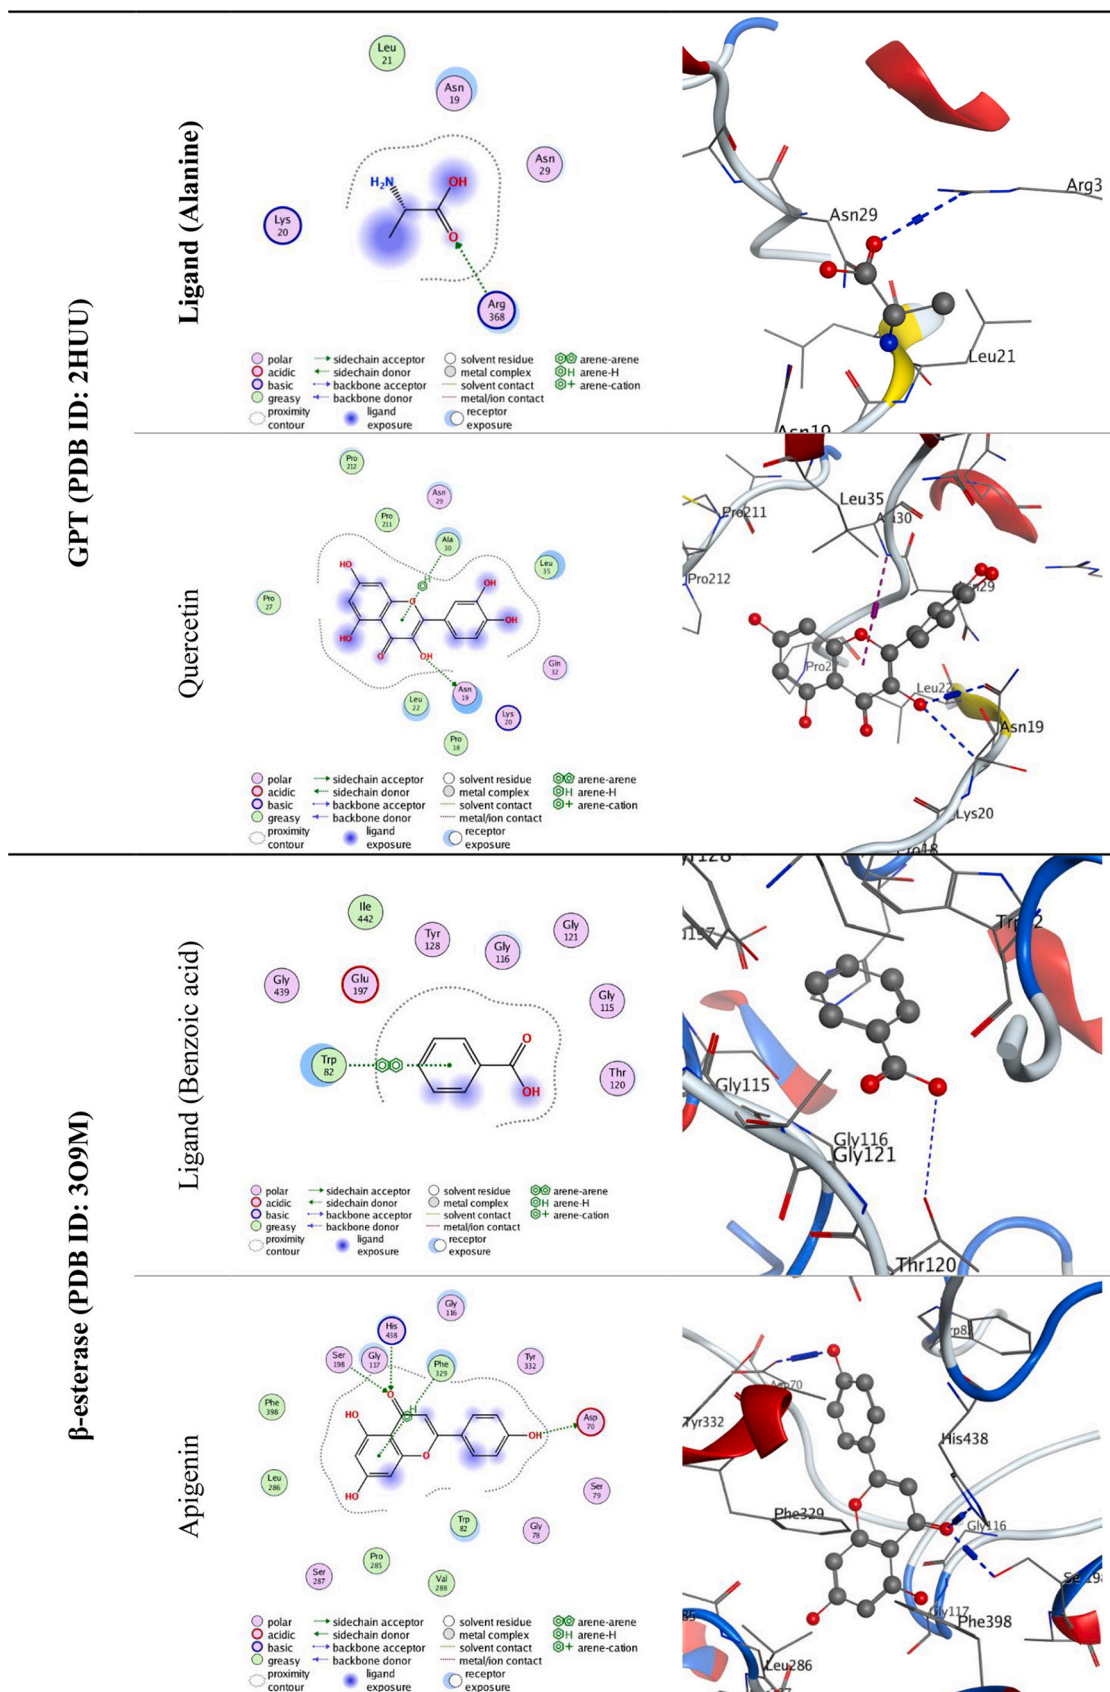 GPT (PDB ID: 2HUU)
Ligand (Alanine)
Leu
21
Asn
19
Asn
29
Lys
20
H₂N
OH
O
Arg
368
polar
sidechain acceptor
solvent residue
arene-arene
acidic
sidechain donor
metal complex
H arene-H
basic
backbone acceptor
solvent contact
+ arene-cation
greasy
backbone donor
metal/ion contact
proximity
contour
ligand
exposure
receptor
exposure
Arg3
Asn29
Leu21
Asn19
Quercetin
Pro
212
Asn
29
Pro
211
Ala
30
Leu
35
Pro
27
HO
O
H
OH
OH
HO
O
OH
Gln
32
Asn
19
Leu
22
Lys
20
Pro
18
polar
sidechain acceptor
solvent residue
arene-arene
acidic
sidechain donor
metal complex
H arene-H
basic
backbone acceptor
solvent contact
+ arene-cation
greasy
backbone donor
metal/ion contact
proximity
contour
ligand
exposure
receptor
exposure
Leu35
Pro211
Pro212
Leu22
Asn19
Lys20
Pro18
β-esterase (PDB ID: 3O9M)
Ligand (Benzoic acid)
Ile
442
Tyr
128
Gly
116
Gly
121
Gly
439
Glu
197
Gly
115
Trp
82
O
OH
Thr
120
polar
sidechain acceptor
solvent residue
arene-arene
acidic
sidechain donor
metal complex
H arene-H
basic
backbone acceptor
solvent contact
+ arene-cation
greasy
backbone donor
metal/ion contact
proximity
contour
ligand
exposure
receptor
exposure
Gly115
Gly116
Gly121
Thr120
Apigenin
Gly
116
His
438
Ser
198
Gly
117
Phe
329
Tyr
332
Phe
398
O
H
OH
HO
O
OH
Asp
70
Leu
286
Ser
79
Trp
82
Gly
78
Pro
285
Ser
287
Val
288
polar
sidechain acceptor
solvent residue
arene-arene
acidic
sidechain donor
metal complex
H arene-H
basic
backbone acceptor
solvent contact
+ arene-cation
greasy
backbone donor
metal/ion contact
proximity
contour
ligand
exposure
receptor
exposure
Tyr332
His438
Phe329
Gly116
Gly117
Phe398
Leu286